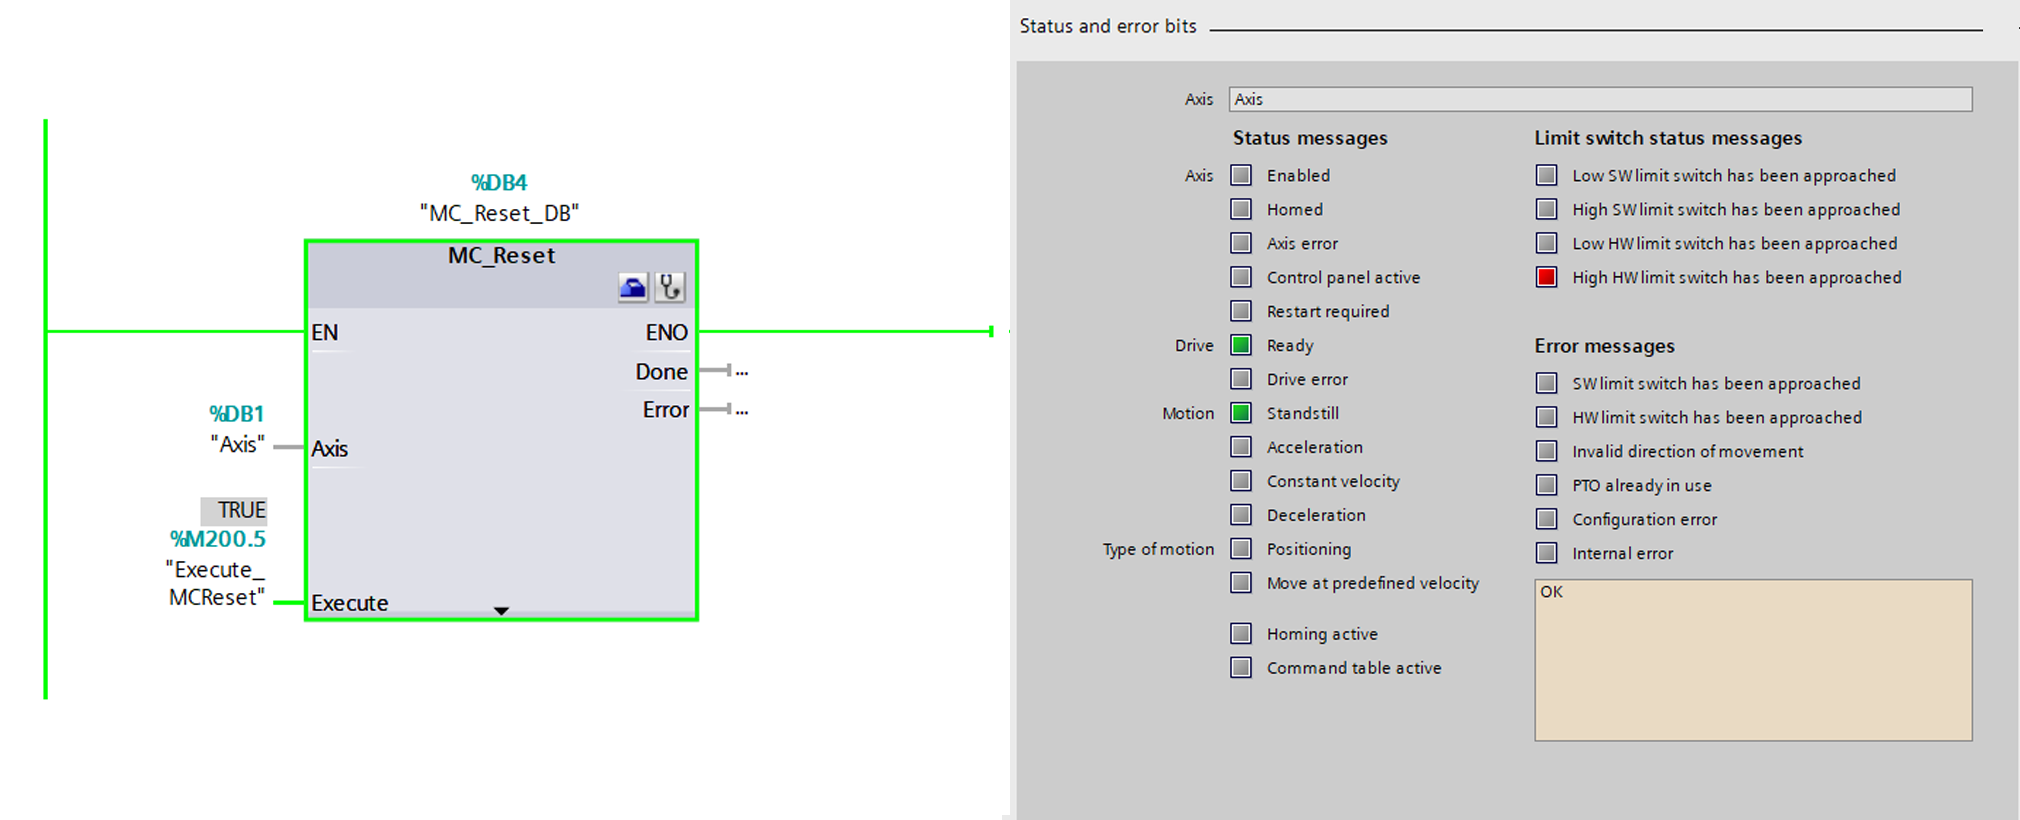 %DB4
"MC_Reset_DB"
MC_Reset
EN
ENO
Done
...
Error
...
%DB1
"Axis"
Axis
TRUE
%M200.5
"Execute_
MCReset"
Execute
Status and error bits
Axis
Axis
Status messages
Axis
Enabled
Homed
Axis error
Control panel active
Restart required
Drive
Ready
Drive error
Motion
Standstill
Acceleration
Constant velocity
Deceleration
Type of motion
Positioning
Move at predefined velocity
Homing active
Command table active
Limit switch status messages
Low SW limit switch has been approached
High SW limit switch has been approached
Low HW limit switch has been approached
High HW limit switch has been approached
Error messages
SW limit switch has been approached
HW limit switch has been approached
Invalid direction of movement
PTO already in use
Configuration error
Internal error
OK